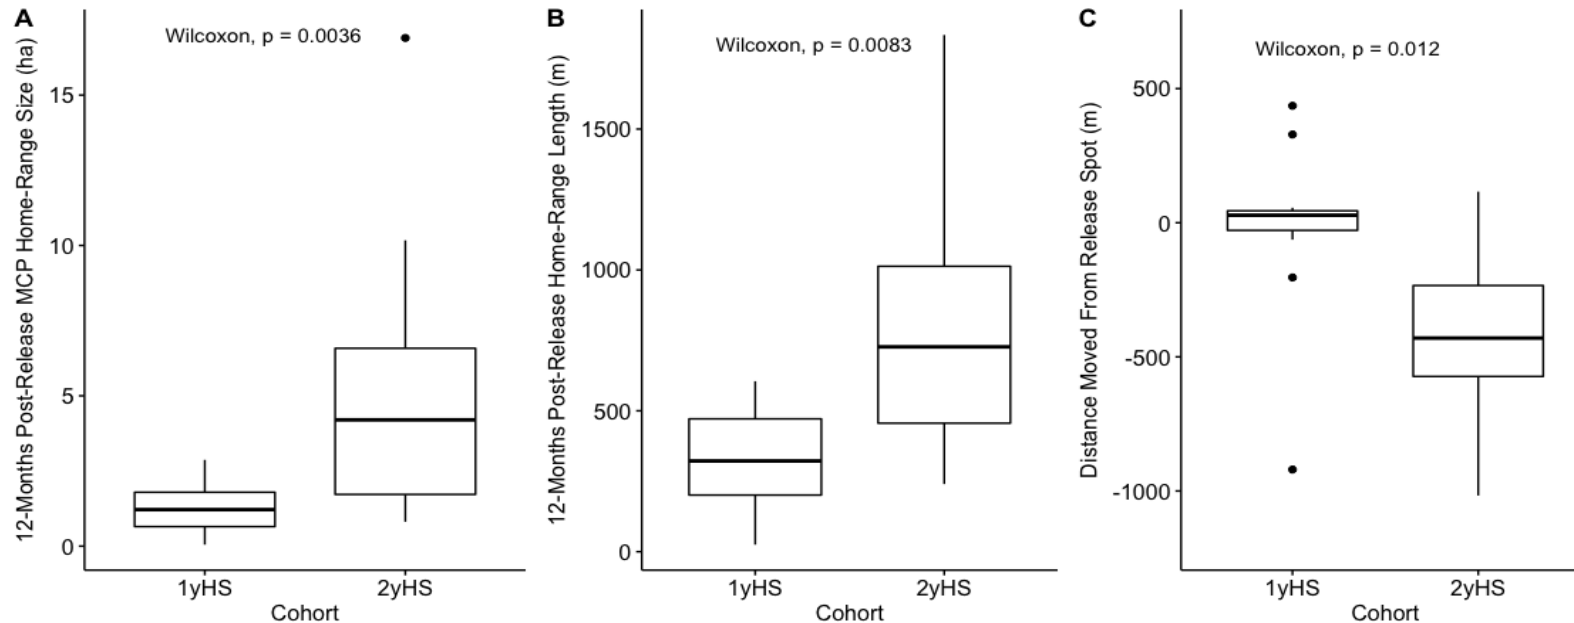 A
12-Months Post-Release MCP Home-Range Size (ha)
Wilcoxon, p = 0.0036
15
10
5
0
1yHS
2yHS
Cohort
B
12-Months Post-Release Home-Range Length (m)
Wilcoxon, p = 0.0083
1500
1000
500
0
1yHS
2yHS
Cohort
C
Distance Moved From Release Spot (m)
Wilcoxon, p = 0.012
500
0
-500
-1000
1yHS
2yHS
Cohort